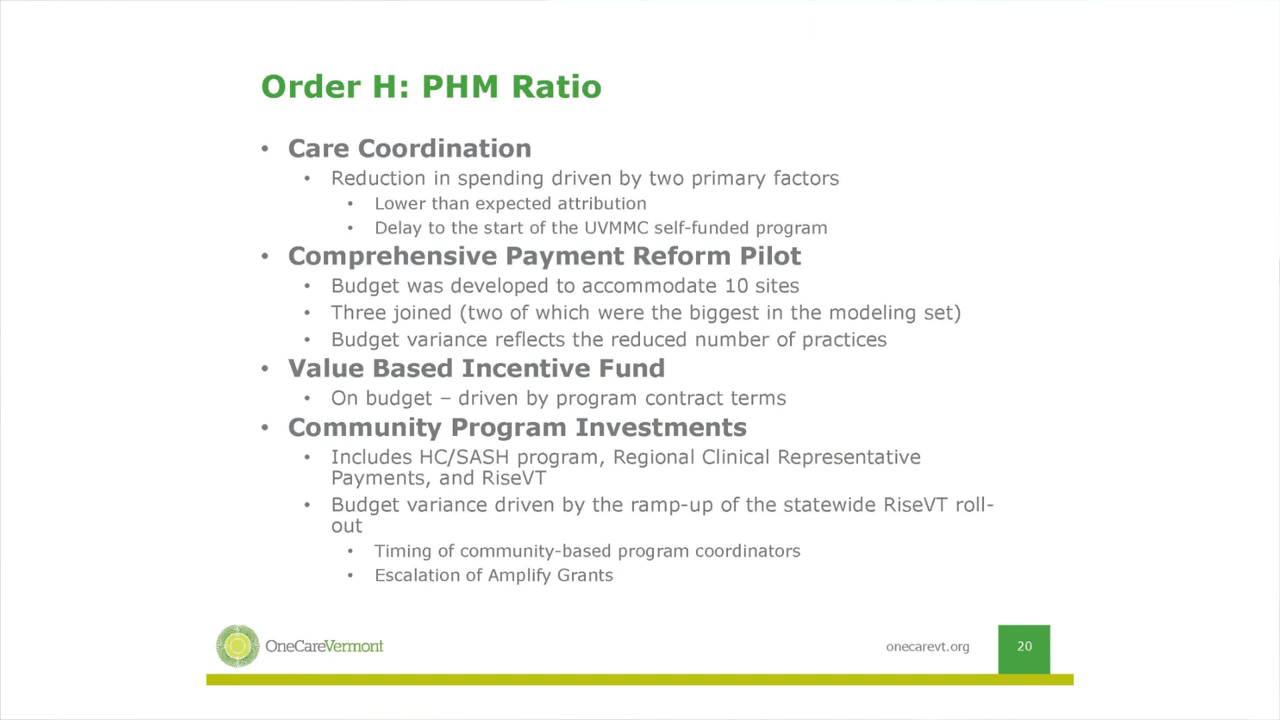 Order H: PHM Ratio
• Care Coordination
• Reduction in spending driven by two primary factors
• Lower than expected attribution
• Delay to the start of the UVMMC self-funded program
• Comprehensive Payment Reform Pilot
• Budget was developed to accommodate 10 sites
• Three joined (two of which were the biggest in the modeling set)
• Budget variance reflects the reduced number of practices
• Value Based Incentive Fund
• On budget – driven by program contract terms
• Community Program Investments
• Includes HC/SASH program, Regional Clinical Representative
Payments, and RiseVT
• Budget variance driven by the ramp-up of the statewide RiseVT roll-
out
• Timing of community-based program coordinators
• Escalation of Amplify Grants
OneCareVermont
onecarevt.org
20